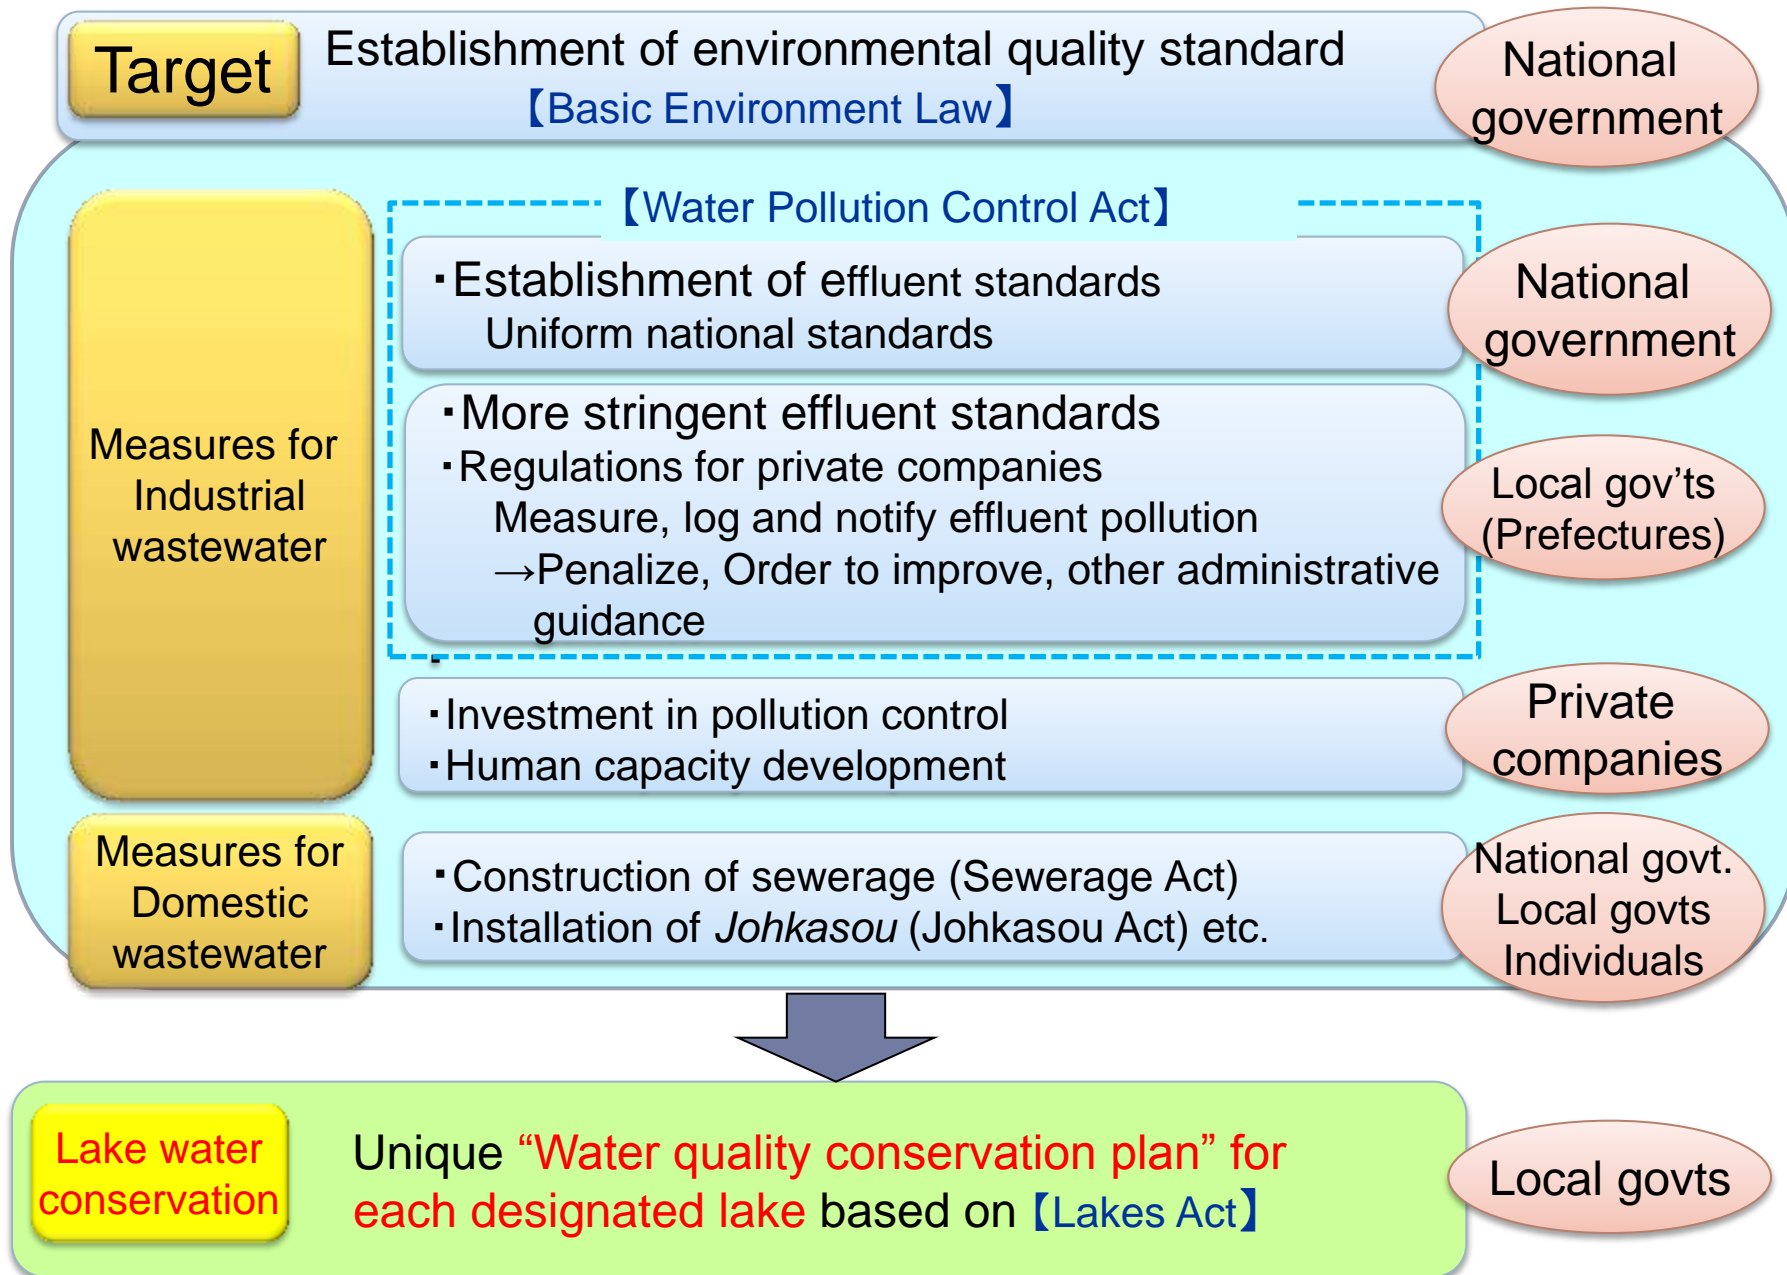 Target
Establishment of environmental quality standard
【Basic Environment Law】
National
government
Measures for
Industrial
wastewater
【Water Pollution Control Act】
・Establishment of effluent standards
Uniform national standards
National
government
・More stringent effluent standards
・Regulations for private companies
Measure, log and notify effluent pollution
→Penalize, Order to improve, other administrative
guidance
Local gov’ts
(Prefectures)
・
・Investment in pollution control
・Human capacity development
Private
companies
Measures for
Domestic
wastewater
・Construction of sewerage (Sewerage Act)
・Installation of Johkasou (Johkasou Act) etc.
National govt.
Local govts
Individuals
Lake water
conservation
Unique “Water quality conservation plan” for
each designated lake based on【Lakes Act】
Local govts